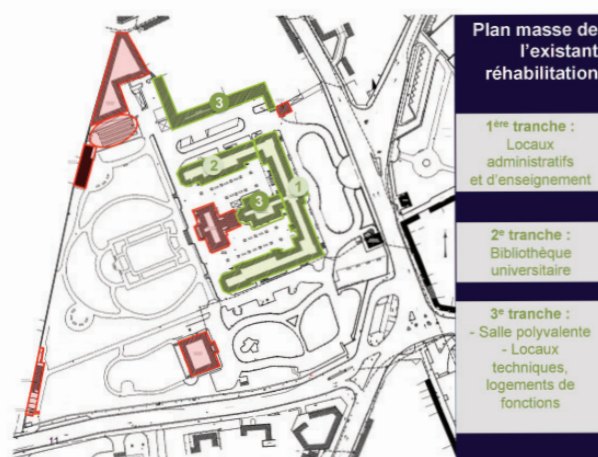 Plan masse de
l'existant
réhabilitation
1ère tranche :
Locaux
administratifs
et d'enseignement
2e tranche :
Bibliothèque
universitaire
3e tranche :
- Salle polyvalente
- Locaux
techniques,
logements de
fonctions
3
2
1
3
11